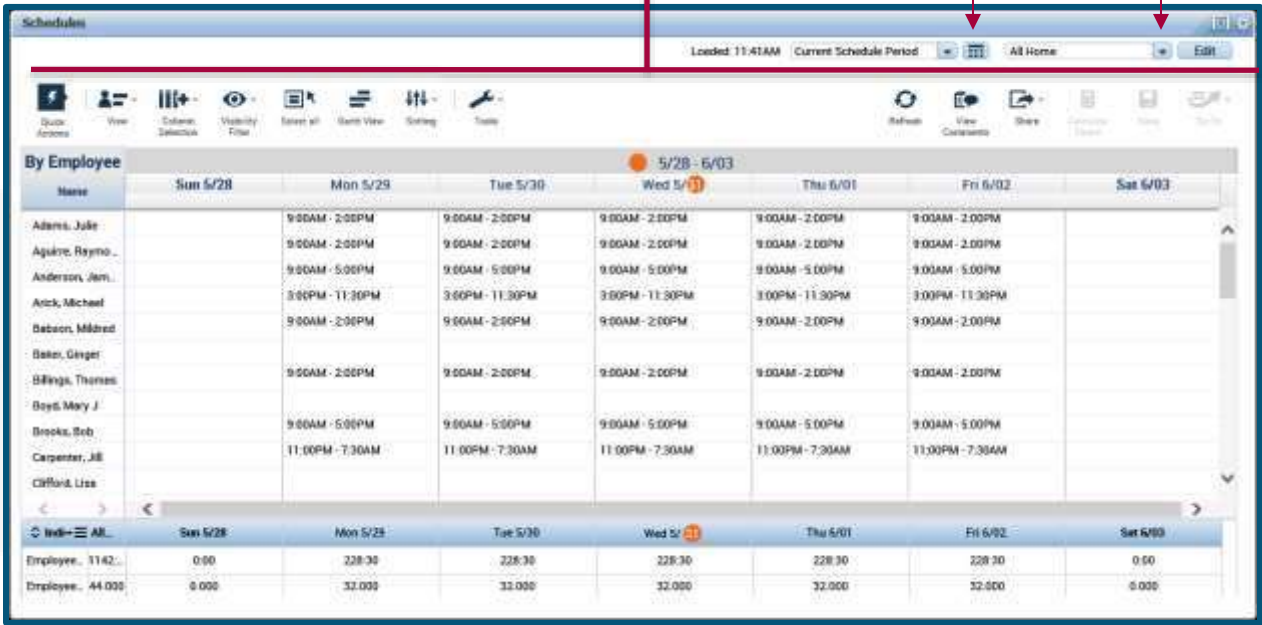 Schedules
Loaded: 11:41AM Current Schedule Period All Home Edit
Quick Actions View Column Selection Visibility Filter Select all Gantt View Sorting Tools Refresh View Comments Share Save
By Employee 5/28 - 6/03
Name Sun 5/28 Mon 5/29 Tue 5/30 Wed 5/31 Thu 6/01 Fri 6/02 Sat 6/03
Adams, Julie 9:00AM - 2:00PM 9:00AM - 2:00PM 9:00AM - 2:00PM 9:00AM - 2:00PM 9:00AM - 2:00PM
Aguirre, Raymo... 9:00AM - 2:00PM 9:00AM - 2:00PM 9:00AM - 2:00PM 9:00AM - 2:00PM 9:00AM - 2:00PM
Anderson, Jam... 9:00AM - 5:00PM 9:00AM - 5:00PM 9:00AM - 5:00PM 9:00AM - 5:00PM 9:00AM - 5:00PM
Arick, Michael 3:00PM - 11:30PM 3:00PM - 11:30PM 3:00PM - 11:30PM 3:00PM - 11:30PM 3:00PM - 11:30PM
Babson, Mildred 9:00AM - 2:00PM 9:00AM - 2:00PM 9:00AM - 2:00PM 9:00AM - 2:00PM 9:00AM - 2:00PM
Baker, Ginger
Billings, Thomas 9:00AM - 2:00PM 9:00AM - 2:00PM 9:00AM - 2:00PM 9:00AM - 2:00PM 9:00AM - 2:00PM
Boyd, Mary J
Brooks, Bob 9:00AM - 5:00PM 9:00AM - 5:00PM 9:00AM - 5:00PM 9:00AM - 5:00PM 9:00AM - 5:00PM
Carpenter, Jill 11:00PM - 7:30AM 11:00PM - 7:30AM 11:00PM - 7:30AM 11:00PM - 7:30AM 11:00PM - 7:30AM
Clifford, Lisa
Indi All... Sun 5/28 Mon 5/29 Tue 5/30 Wed 5/31 Thu 6/01 Fri 6/02 Sat 6/03
Employee... 1142:... 0:00 228:30 228:30 228:30 228:30 228:30 0:00
Employee... 44.000 0.000 32.000 32.000 32.000 32.000 32.000 0.000